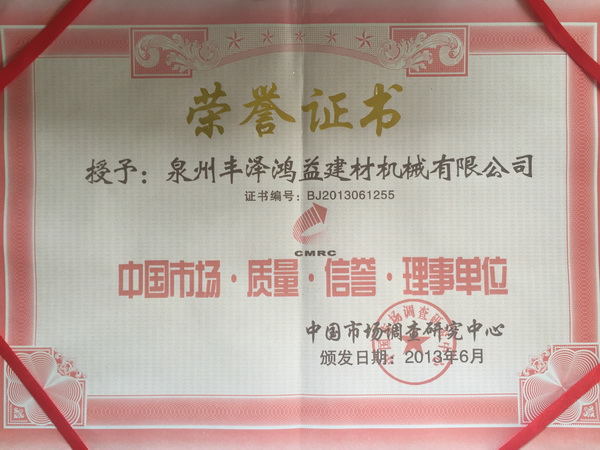 荣誉证书
授予：泉州丰泽鸿益建材机械有限公司
证书编号：BJ2013061255
CMRC
中国市场·质量·信誉·理事单位
中国市场调查研究中心
颁发日期：2013年6月